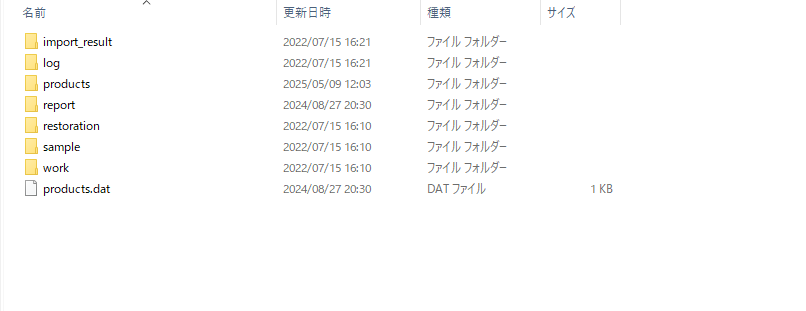 名前 更新日時 種類 サイズ
import_result 2022/07/15 16:21 ファイル フォルダー
log 2022/07/15 16:21 ファイル フォルダー
products 2025/05/09 12:03 ファイル フォルダー
report 2024/08/27 20:30 ファイル フォルダー
restoration 2022/07/15 16:10 ファイル フォルダー
sample 2022/07/15 16:10 ファイル フォルダー
work 2022/07/15 16:10 ファイル フォルダー
products.dat 2024/08/27 20:30 DAT ファイル 1 KB